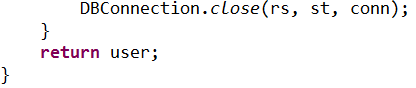 DBConnection.close(rs, st, conn);
}
return user;
}